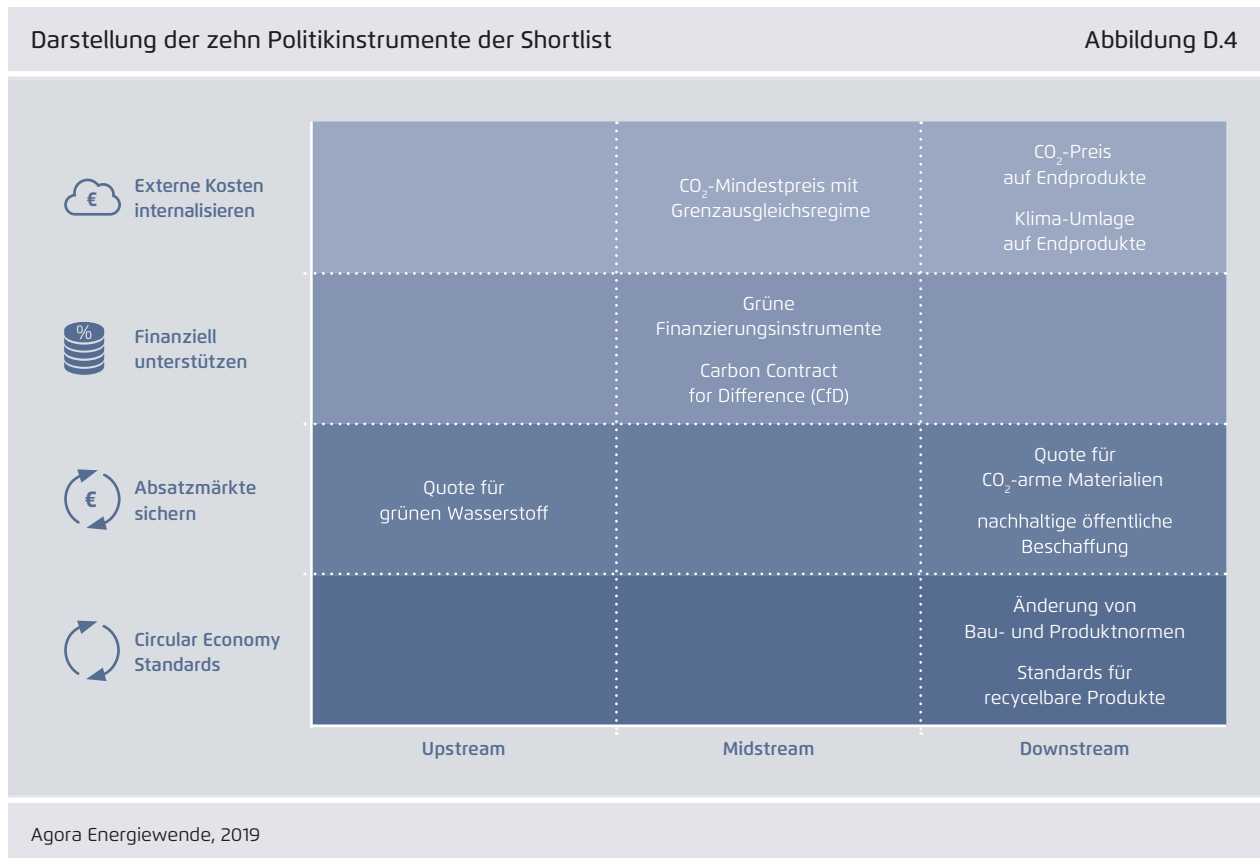 Darstellung der zehn Politikinstrumente der Shortlist
Abbildung D.4
€
Externe Kosten
internalisieren
CO₂-Mindestpreis mit
Grenzausgleichsregime
CO₂-Preis
auf Endprodukte
Klima-Umlage
auf Endprodukte
%
Finanziell
unterstützen
Grüne
Finanzierungsinstrumente
Carbon Contract
for Difference (CfD)
€
Absatzmärkte
sichern
Quote für
grünen Wasserstoff
Quote für
CO₂-arme Materialien
nachhaltige öffentliche
Beschaffung
Circular Economy
Standards
Änderung von
Bau- und Produktnormen
Standards für
recycelbare Produkte
Upstream
Midstream
Downstream
Agora Energiewende, 2019